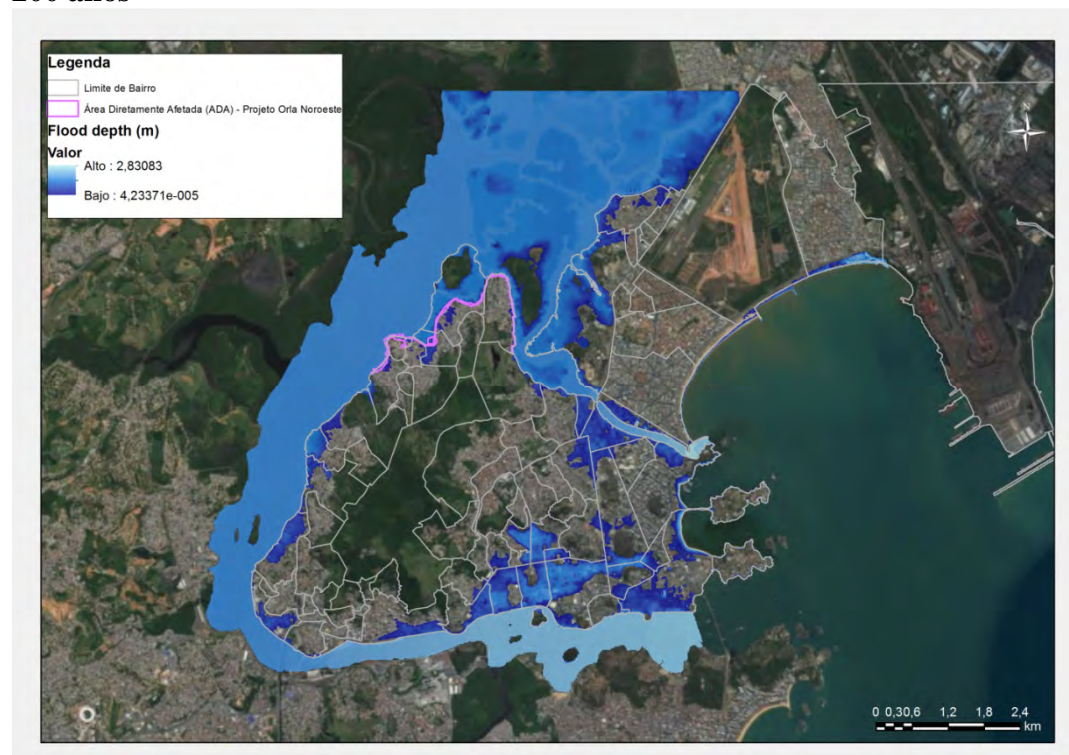 200 años
Legenda
Limite de Bairro
Área Diretamente Afetada (ADA) - Projeto Orla Noroeste
Flood depth (m)
Valor
Alto : 2,83083
Bajo : 4,23371e-005
N
0 0,30,6 1,2 1,8 2,4
km